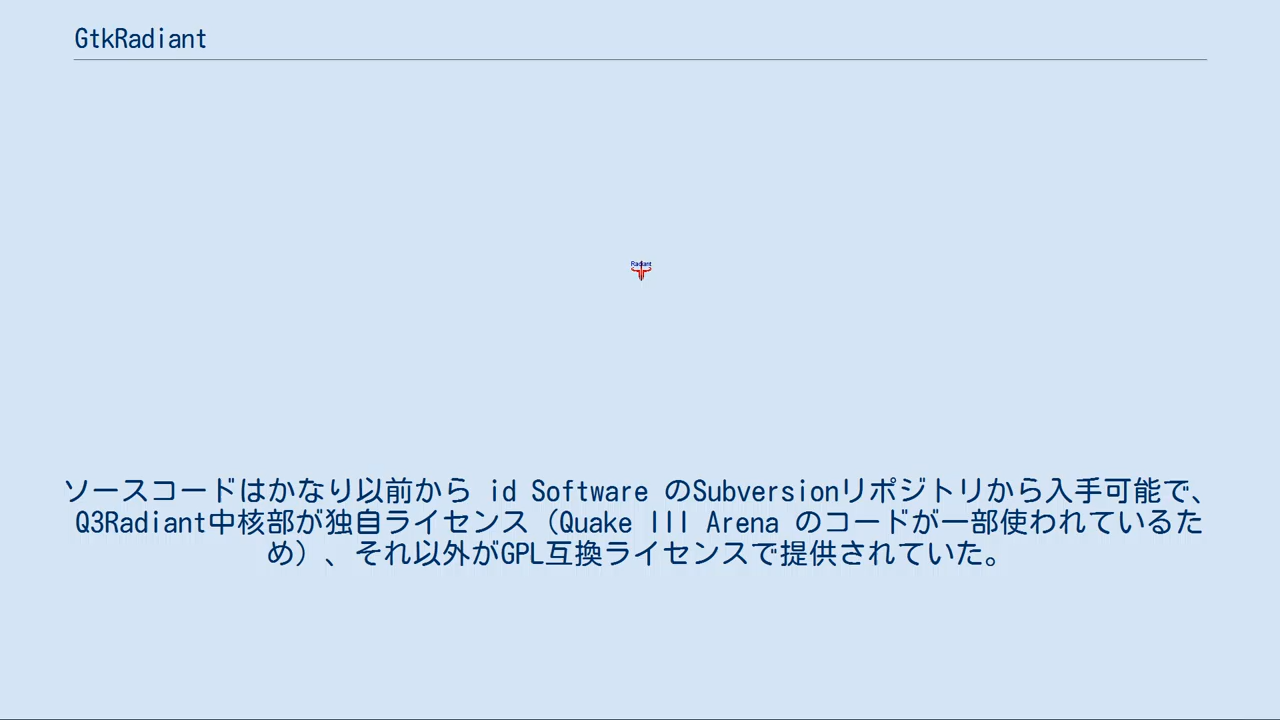 GtkRadiant
Radiant
ソースコードはかなり以前から id Software のSubversionリポジトリから入手可能で、
Q3Radiant中核部が独自ライセンス（Quake III Arena のコードが一部使われているた
め）、それ以外がGPL互換ライセンスで提供されていた。